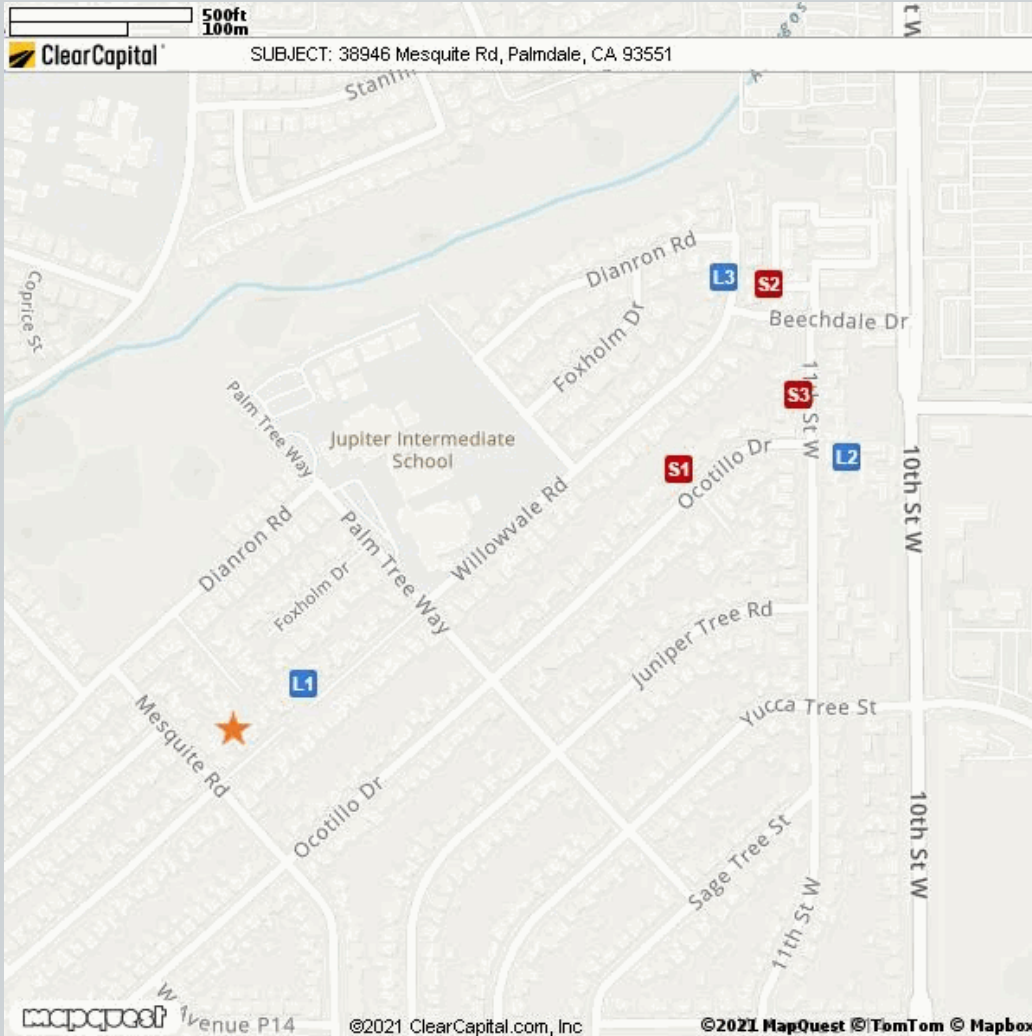 500ft
100m
t W
ClearCapital
SUBJECT: 38946 Mesquite Rd, Palmdale, CA 93551
Coprice St
Dianron Rd
L3
S2
Beechdale Dr
Foxholm Dr
Palm Tree Way
Jupiter Intermediate
School
S3
11th St W
S1
Ocotillo Dr
L2
10th St W
Willowvale Rd
Dianron Rd
Palm Tree Way
Foxholm Dr
Juniper Tree Rd
L1
Yucca Tree St
Mesquite Rd
Ocotillo Dr
10th St W
Sage Tree St
11th St W
W Avenue P14
mapquest
©2021 ClearCapital.com, Inc
©2021 MapQuest © TomTom © Mapbox